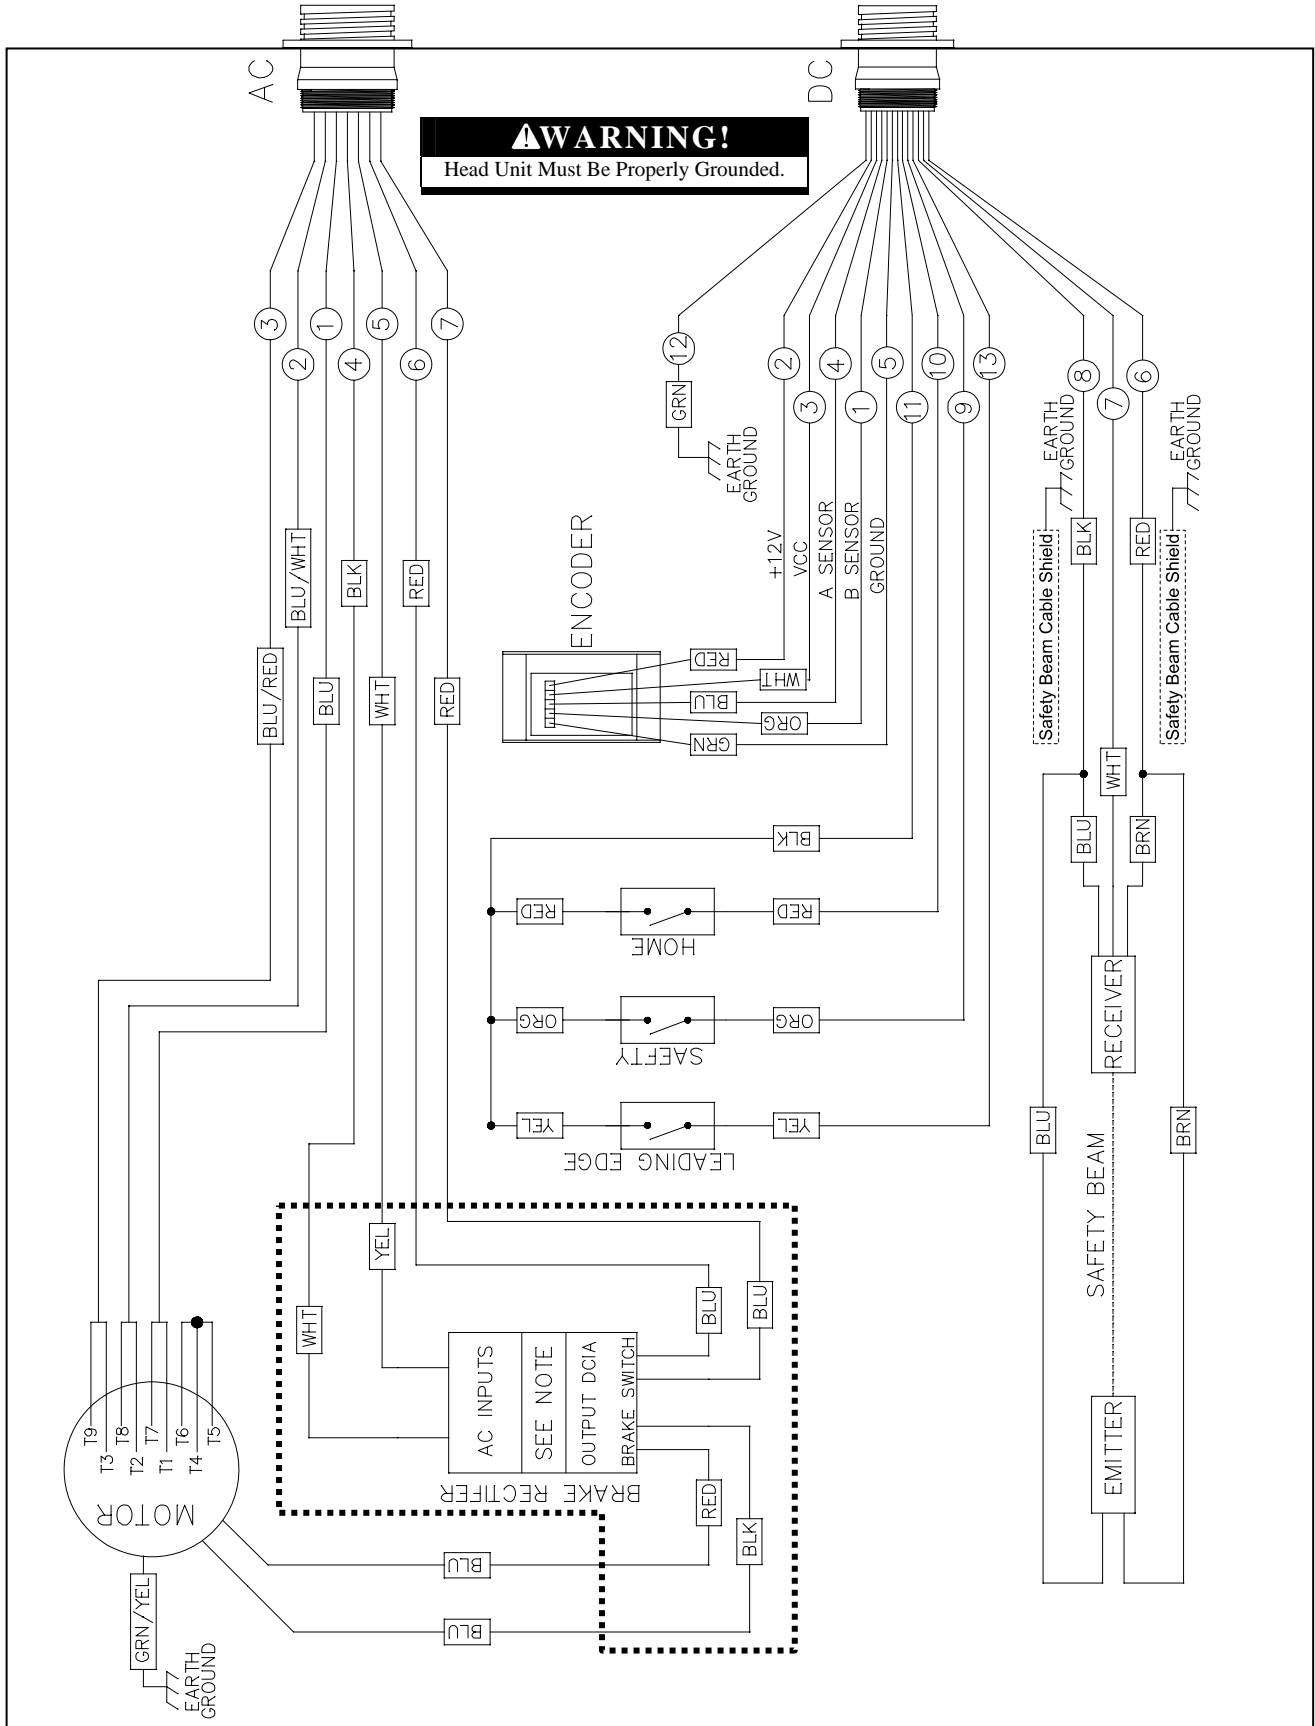 AC
DC
⚠WARNING!
Head Unit Must Be Properly Grounded.
3
2
1
4
5
6
7
BLU/RED
BLU/WHT
BLU
BLK
WHT
RED
RED
12
GRN
EARTH
GROUND
2
3
4
1
5
11
10
9
13
8
7
6
+12V
VCC
A SENSOR
B SENSOR
GROUND
ENCODER
RED
WHT
BLU
ORG
GRN
EARTH
GROUND
EARTH
GROUND
BLK
RED
Safety Beam Cable Shield
Safety Beam Cable Shield
WHT
BLU
BRN
BLK
RED
RED
HOME
ORG
ORG
SAEFTY
YEL
YEL
LEADING EDGE
RECEIVER
BLU
BRN
SAFETY BEAM
EMITTER
YEL
WHT
BLU
BLU
AC INPUTS
SEE NOTE
OUTPUT DCIA
BRAKE SWITCH
BRAKE RECTIFER
RED
BLK
BLU
BLU
T9
T3
T8
T2
T7
T1
T6
T4
T5
MOTOR
GRN/YEL
EARTH
GROUND